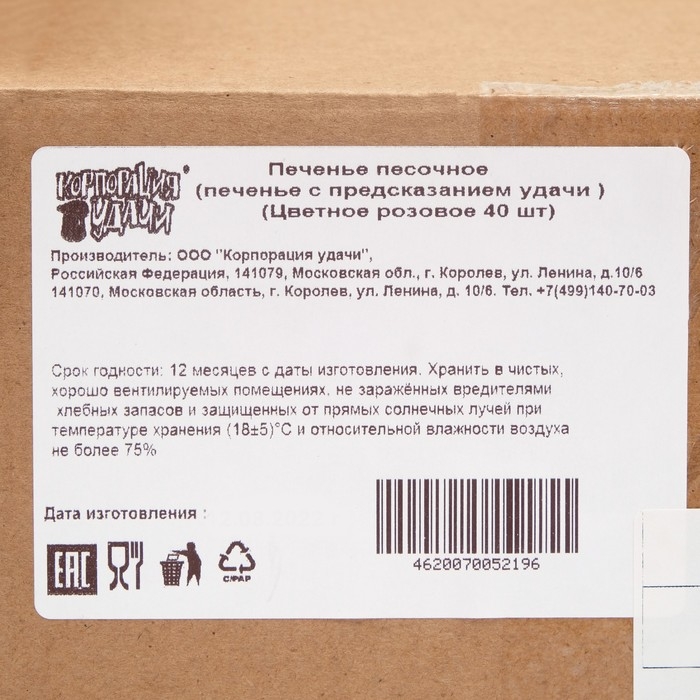 КОРПОРАЦИЯ
УДАЧИ
Печенье песочное
(печенье с предсказанием удачи )
(Цветное розовое 40 шт)
Производитель: ООО "Корпорация удачи",
Российская Федерация, 141079, Московская обл., г. Королев, ул. Ленина, д.10/6
141070, Московская область, г. Королев, ул. Ленина, д. 10/6. Тел. +7(499)140-70-03
Срок годности: 12 месяцев с даты изготовления. Хранить в чистых,
хорошо вентилируемых помещениях, не заражённых вредителями
хлебных запасов и защищенных от прямых солнечных лучей при
температуре хранения (18±5)°С и относительной влажности воздуха
не более 75%
Дата изготовления :
EAC
C/PAP
4620070052196